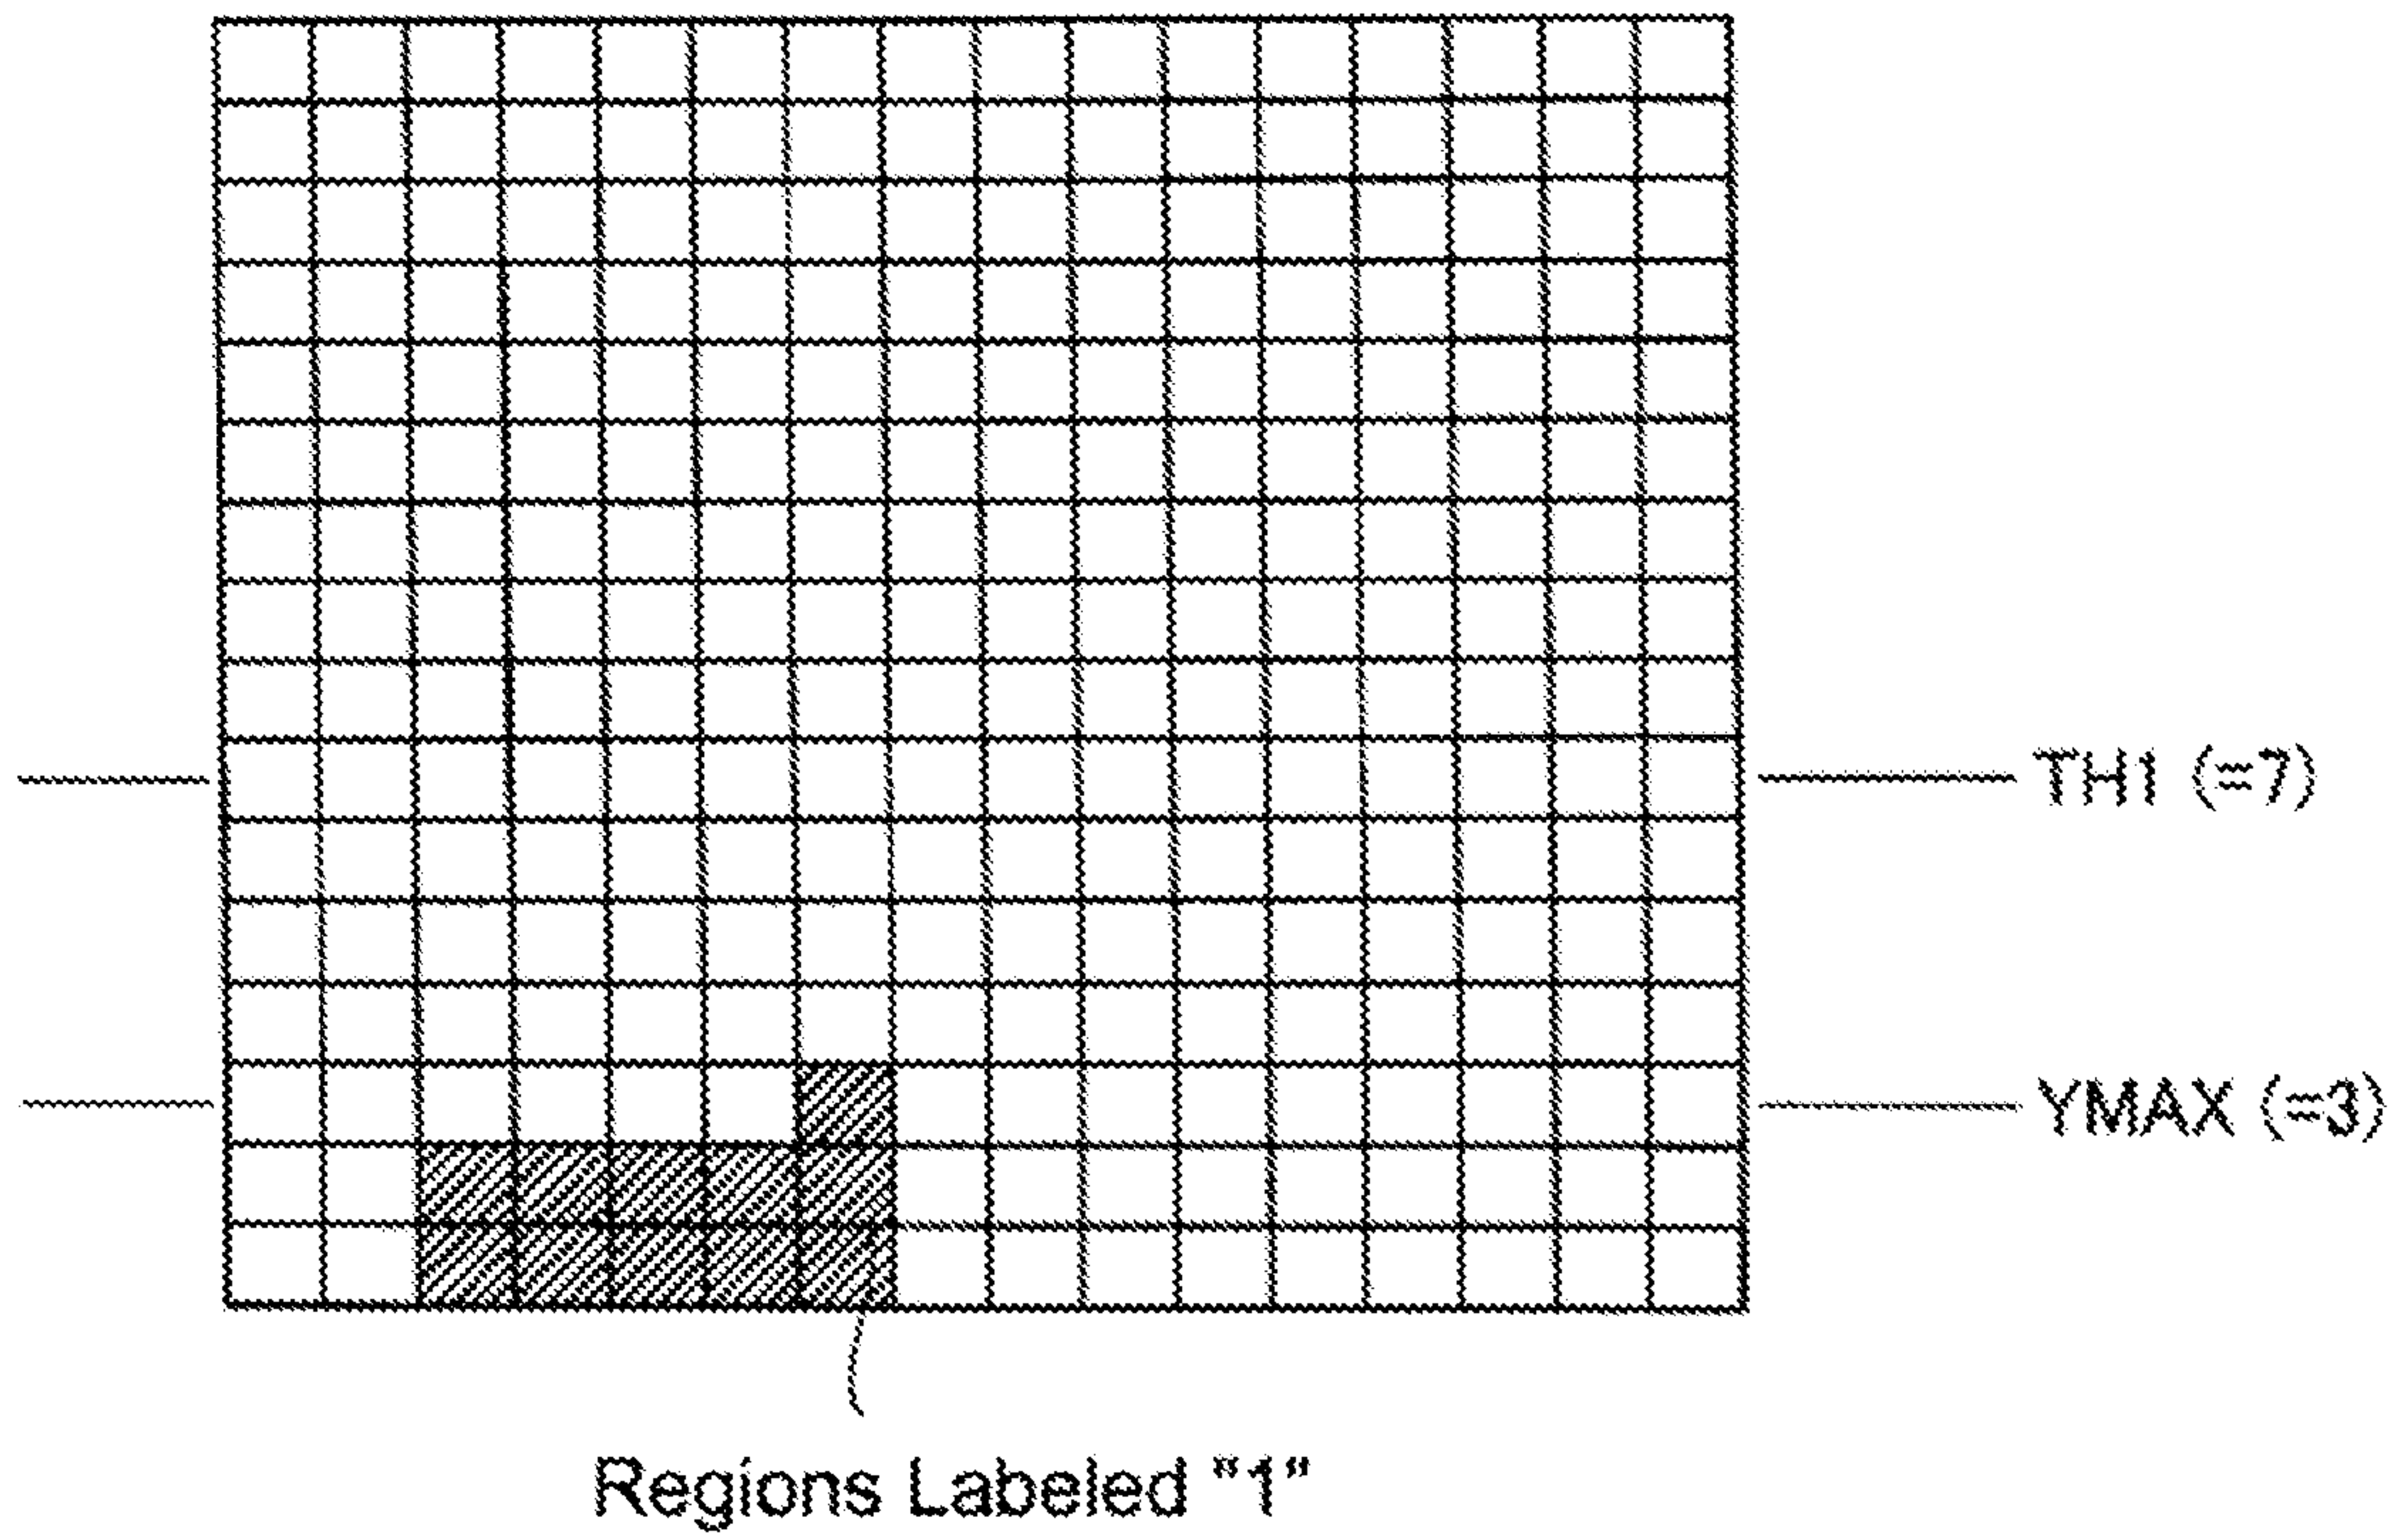 TH1 (=7)
YMAX (=3)
Regions Labeled "1"